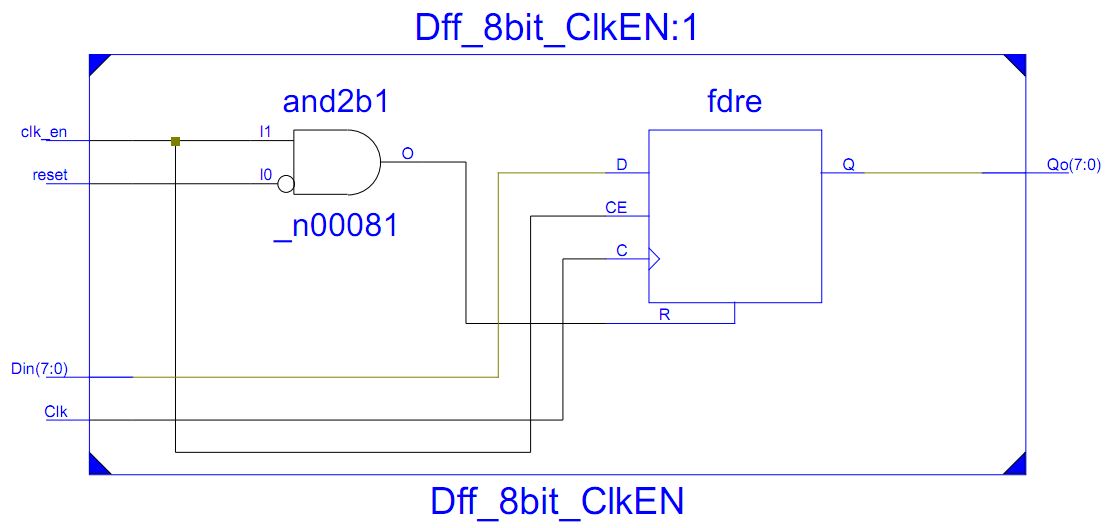 Dff_8bit_ClkEN:1
and2b1
fdre
clk_en
I1
O
reset
I0
D
Q
Qo(7:0)
_n00081
CE
C
R
Din(7:0)
Clk
Dff_8bit_ClkEN